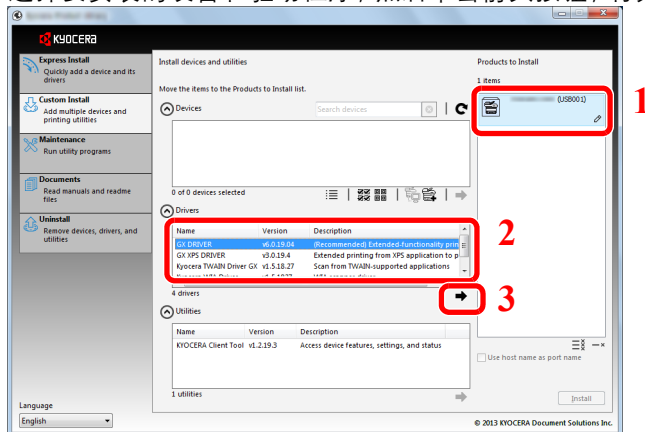 KYOCERA
Express Install
Quickly add a device and its
drivers
Custom Install
Add multiple devices and
printing utilities
Maintenance
Run utility programs
Documents
Read manuals and readme
files
Uninstall
Remove devices, drivers, and
utilities
Language
English
Install devices and utilities
Move the items to the Products to Install list.
Devices
Search devices
0 of 0 devices selected
Drivers
Name Version Description
GX DRIVER v6.0.19.04 (Recommended) Extended-functionality prin
GX XPS DRIVER v3.0.19.4 Extended printing from XPS application to p
Kyocera TWAIN Driver GX v1.5.18.27 Scan from TWAIN-supported applications
4 drivers
Utilities
Name Version Description
KYOCERA Client Tool v1.2.19.3 Access device features, settings, and status
1 utilities
Products to Install
1 items
(USB001)
Use host name as port name
Install
© 2013 KYOCERA Document Solutions Inc.
1
2
3